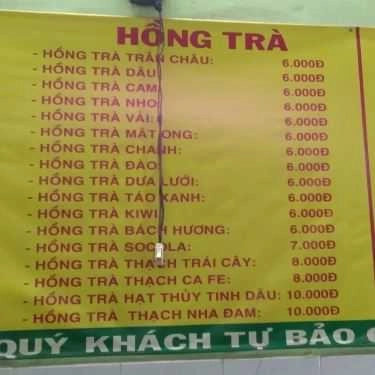 HỒNG TRÀ
- HỒNG TRÀ TRÂN CHÂU: 6.000Đ
- HỒNG TRÀ DÂU 6.000Đ
- HỒNG TRÀ CAM 6.000Đ
- HỒNG TRÀ NHO 6.000Đ
- HỒNG TRÀ VẢI: 6.000Đ
- HỒNG TRÀ MẬT ONG: 6.000Đ
- HỒNG TRÀ CHANH: 6.000Đ
- HỒNG TRÀ ĐÀO 6.000Đ
- HỒNG TRÀ DƯA LƯỚI: 6.000Đ
- HỒNG TRÀ TÁO XANH: 6.000Đ
- HỒNG TRÀ KIWI 6.000Đ
- HỒNG TRÀ BÁCH HƯƠNG: 6.000Đ
- HỒNG TRÀ SOCOLA: 7.000Đ
- HỒNG TRÀ THẠCH TRÁI CÂY: 8.000Đ
- HỒNG TRÀ THẠCH CA FE: 8.000Đ
- HỒNG TRÀ HẠT THỦY TINH DÂU: 10.000Đ
- HỒNG TRÀ THẠCH NHA ĐAM: 10.000Đ
QUÝ KHÁCH TỰ BẢO